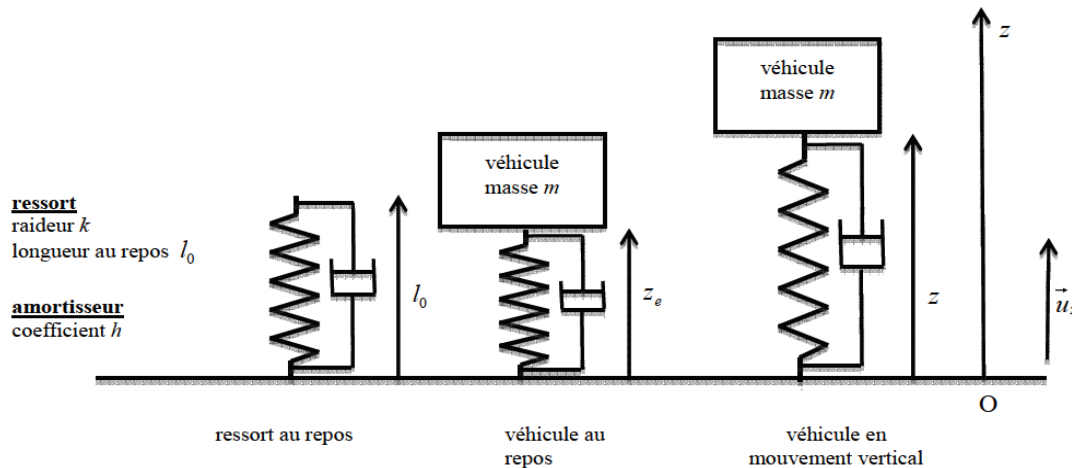 z
véhicule
masse m
véhicule
masse m
ressort
raideur k
longueur au repos l₀
amortisseur
coefficient h
l₀
zₑ
z
O
ressort au repos
véhicule au
repos
véhicule en
mouvement vertical